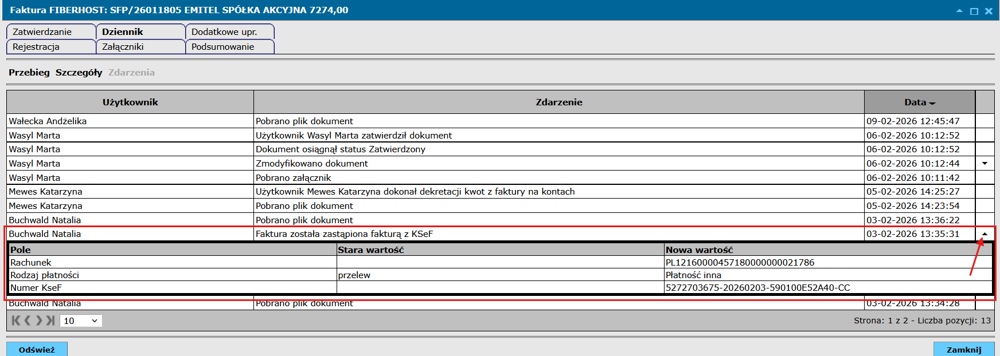 Faktura FIBERHOST: SFP/26011805 EMITEL SPÓŁKA AKCYJNA 7274,00
Zatwierdzanie Dziennik Dodatkowe upr.
Rejestracja Załączniki Podsumowanie
Przebieg Szczegóły Zdarzenia
Użytkownik Zdarzenie Data
Wałecka Andżelika Pobrano plik dokument 09-02-2026 12:45:47
Wasyl Marta Użytkownik Wasyl Marta zatwierdził dokument 06-02-2026 10:12:52
Wasyl Marta Dokument osiągnął status Zatwierdzony 06-02-2026 10:12:52
Wasyl Marta Zmodyfikowano dokument 06-02-2026 10:12:44
Wasyl Marta Pobrano załącznik 06-02-2026 10:11:42
Mewes Katarzyna Użytkownik Mewes Katarzyna dokonał dekretacji kwot z faktury na kontach 05-02-2026 14:25:27
Mewes Katarzyna Pobrano plik dokument 05-02-2026 14:23:54
Buchwald Natalia Pobrano plik dokument 03-02-2026 13:36:22
Buchwald Natalia Faktura została zastąpiona fakturą z KSeF 03-02-2026 13:35:31
Pole Stara wartość Nowa wartość
Rachunek PL12160000457180000000021786
Rodzaj płatności przelew Płatność inna
Numer KseF 5272703675-20260203-590100E52A40-CC
Buchwald Natalia Pobrano plik dokument 03-02-2026 13:34:28
10 Strona: 1 z 2 - Liczba pozycji: 13
Odśwież Zamknij